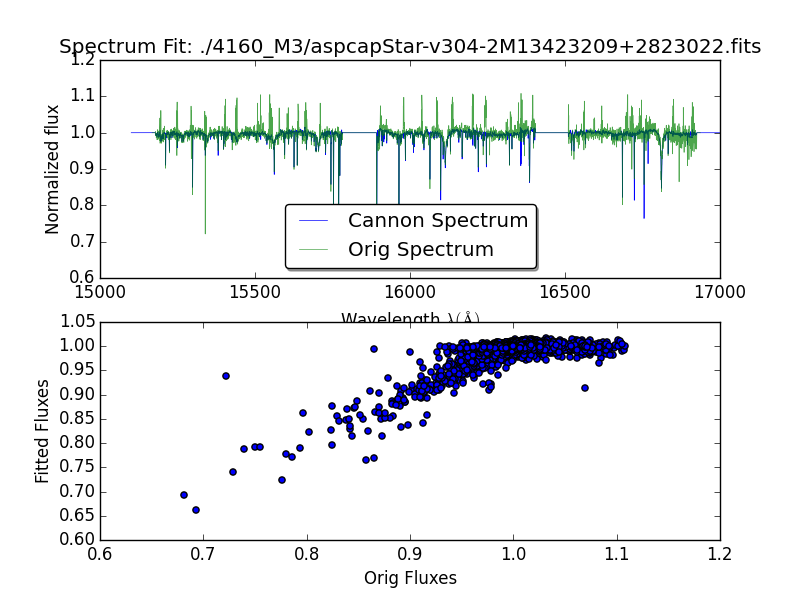 Spectrum Fit: ./4160_M3/aspcapStar-v304-2M13423209+2823022.fits
1.2
1.1
1.0
0.9
0.8
0.7
0.6
Normalized flux
Cannon Spectrum
Orig Spectrum
15000 15500 16000 16500 17000
Wavelength λ(Å)
1.05
1.00
0.95
0.90
0.85
0.80
0.75
0.70
0.65
0.60
Fitted Fluxes
0.6 0.7 0.8 0.9 1.0 1.1 1.2
Orig Fluxes